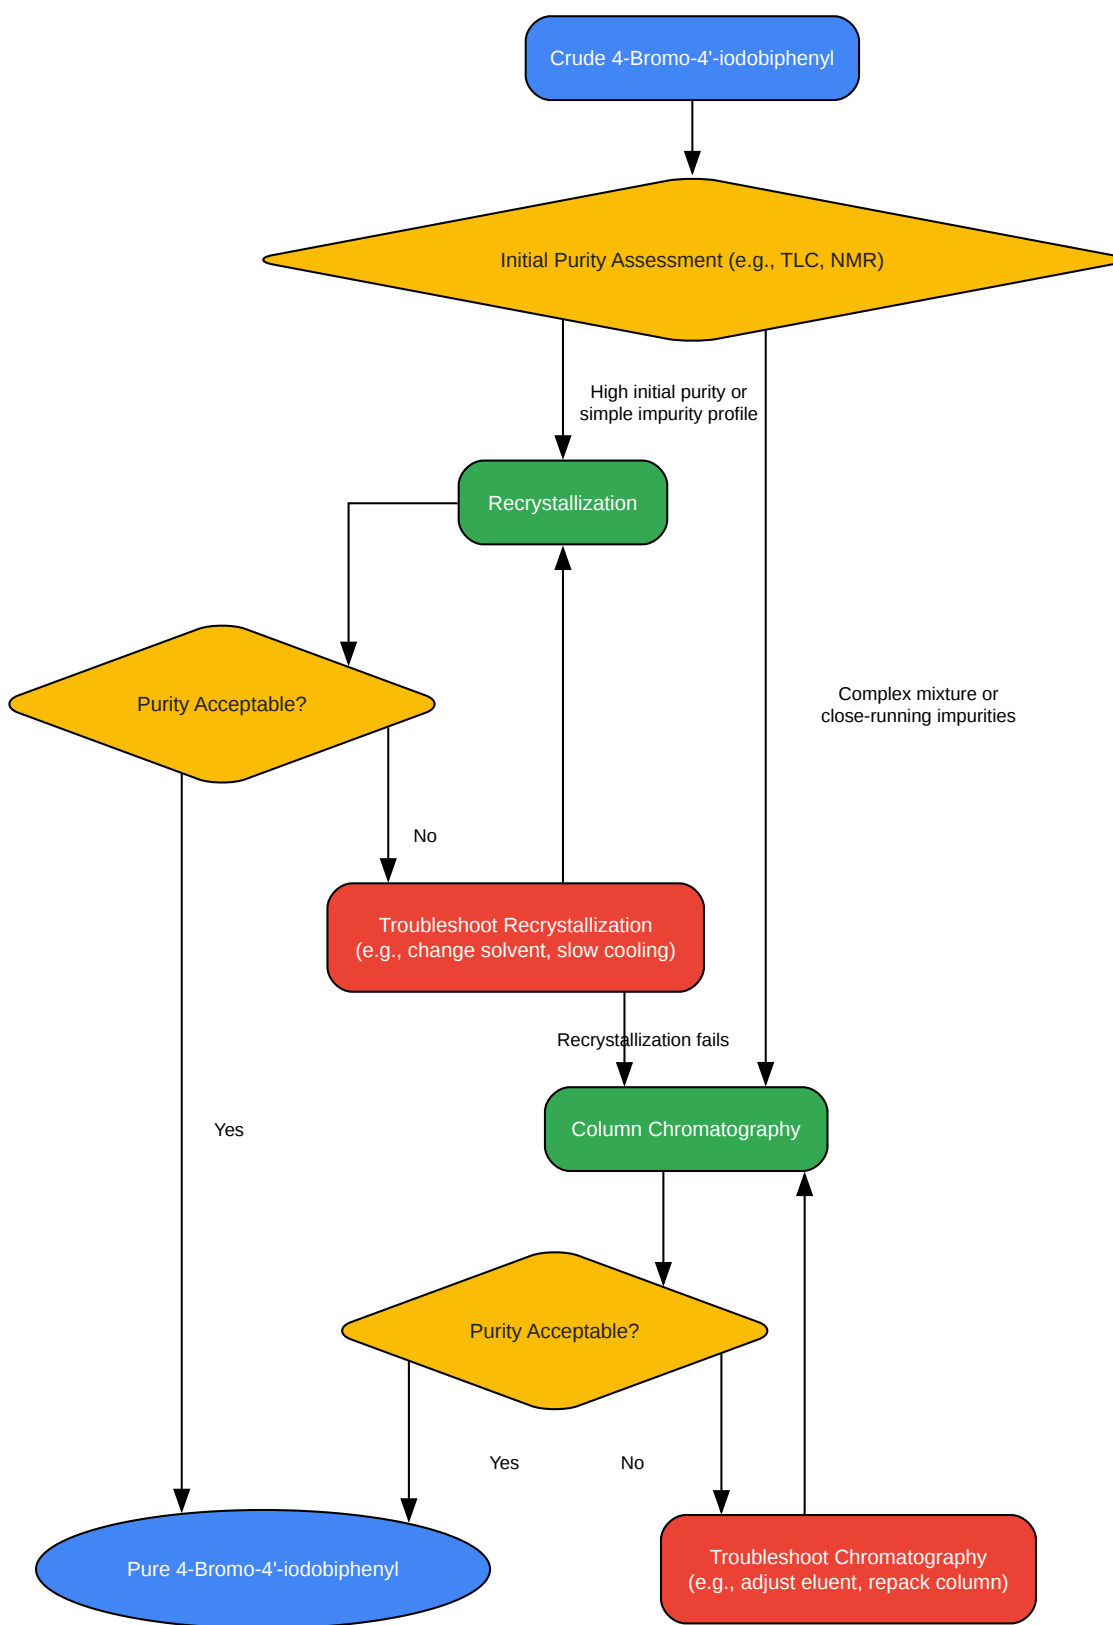 Crude 4-Bromo-4'-iodobiphenyl
Initial Purity Assessment (e.g., TLC, NMR)
High initial purity or
simple impurity profile
Recrystallization
Complex mixture or
close-running impurities
Purity Acceptable?
No
Troubleshoot Recrystallization
(e.g., change solvent, slow cooling)
Recrystallization fails
Yes
Column Chromatography
Purity Acceptable?
Yes
No
Pure 4-Bromo-4'-iodobiphenyl
Troubleshoot Chromatography
(e.g., adjust eluent, repack column)